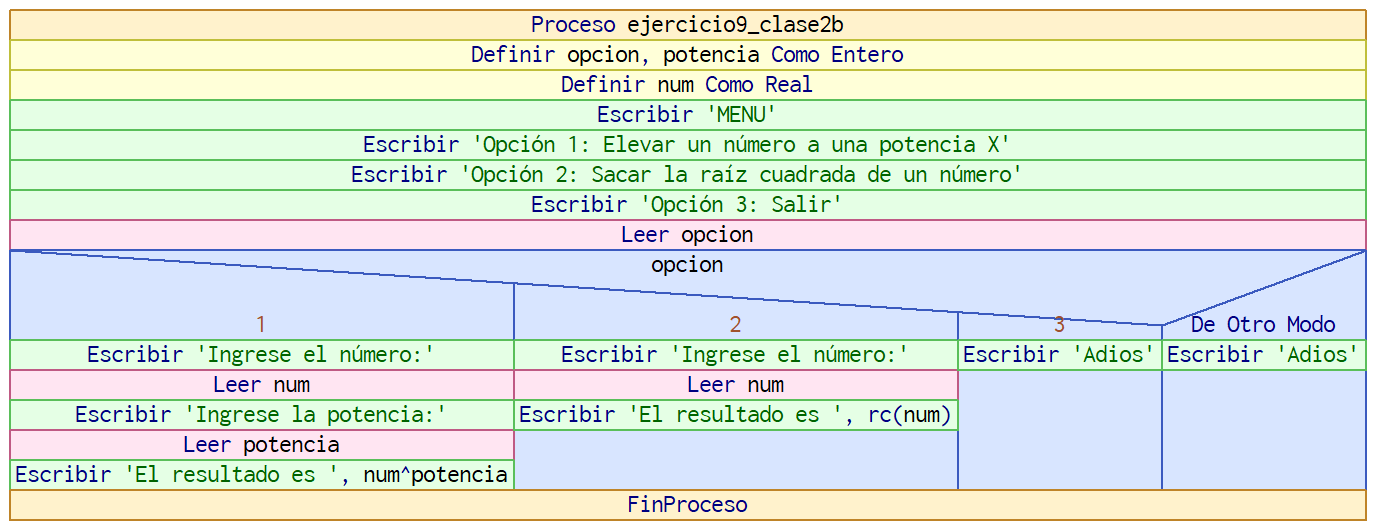 Proceso ejercicio9_clase2b
Definir opcion, potencia Como Entero
Definir num Como Real
Escribir 'MENU'
Escribir 'Opción 1: Elevar un número a una potencia X'
Escribir 'Opción 2: Sacar la raíz cuadrada de un número'
Escribir 'Opción 3: Salir'
Leer opcion
opcion
1
Escribir 'Ingrese el número:'
Leer num
Escribir 'Ingrese la potencia:'
Leer potencia
Escribir 'El resultado es ', num^potencia
2
Escribir 'Ingrese el número:'
Leer num
Escribir 'El resultado es ', rc(num)
3
Escribir 'Adios'
De Otro Modo
Escribir 'Adios'
FinProceso